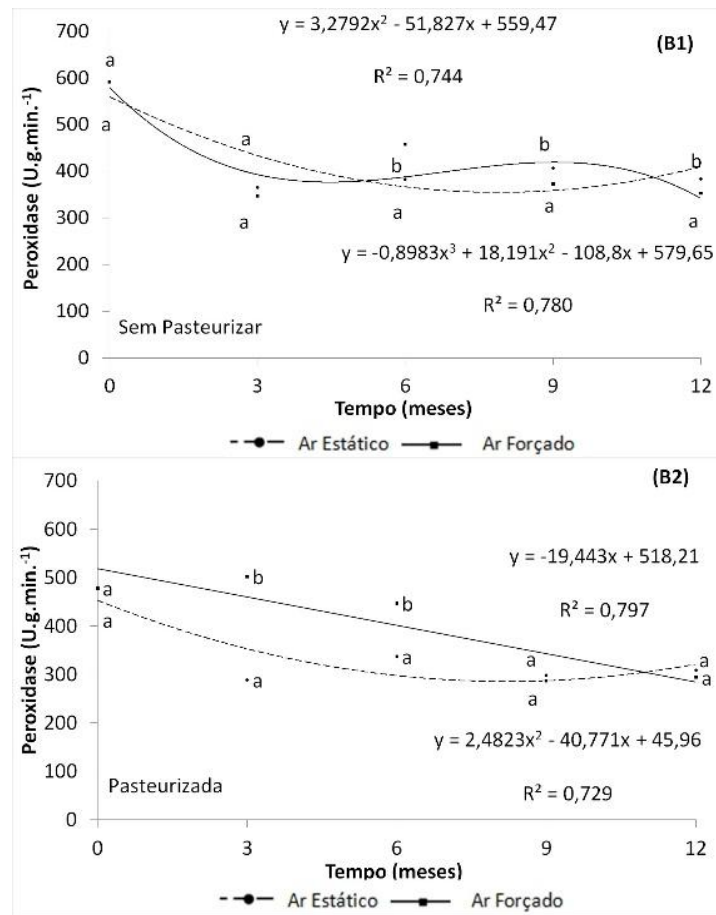 y = 3,2792x² - 51,827x + 559,47
(B1)
R² = 0,744
Peroxidase (U.g.min.⁻¹)
700
600
500
400
300
200
100
0
a
a
a
a
b
a
b
a
b
a
y = -0,8983x³ + 18,191x² - 108,8x + 579,65
R² = 0,780
Sem Pasteurizar
0 3 6 9 12
Tempo (meses)
Ar Estático Ar Forçado
(B2)
Peroxidase (U.g.min.⁻¹)
700
600
500
400
300
200
100
0
y = -19,443x + 518,21
R² = 0,797
a
a
b
a
b
a
a
a
a
a
y = 2,4823x² - 40,771x + 45,96
R² = 0,729
Pasteurizada
0 3 6 9 12
Tempo (meses)
Ar Estático Ar Forçado